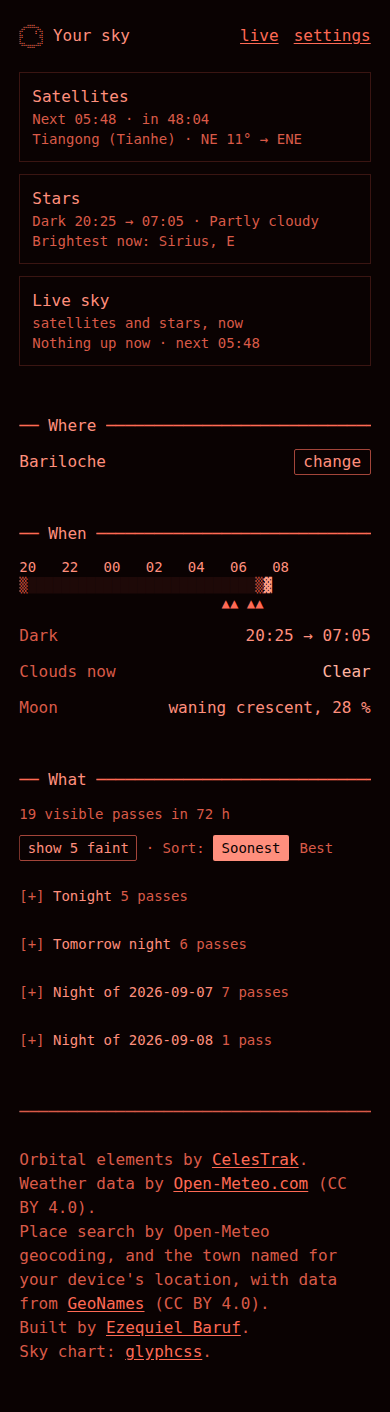 Your sky live settings
Satellites
Next 05:48 · in 48:04
Tiangong (Tianhe) · NE 11° → ENE
Stars
Dark 20:25 → 07:05 · Partly cloudy
Brightest now: Sirius, E
Live sky
satellites and stars, now
Nothing up now · next 05:48
Where
Bariloche change
When
20 22 00 02 04 06 08
▲▲ ▲▲
Dark 20:25 → 07:05
Clouds now Clear
Moon waning crescent, 28 %
What
19 visible passes in 72 h
show 5 faint · Sort: Soonest Best
[+] Tonight 5 passes
[+] Tomorrow night 6 passes
[+] Night of 2026-09-07 7 passes
[+] Night of 2026-09-08 1 pass
Orbital elements by CelesTrak.
Weather data by Open-Meteo.com (CC
BY 4.0).
Place search by Open-Meteo
geocoding, and the town named for
your device's location, with data
from GeoNames (CC BY 4.0).
Built by Ezequiel Baruf.
Sky chart: glyphcss.